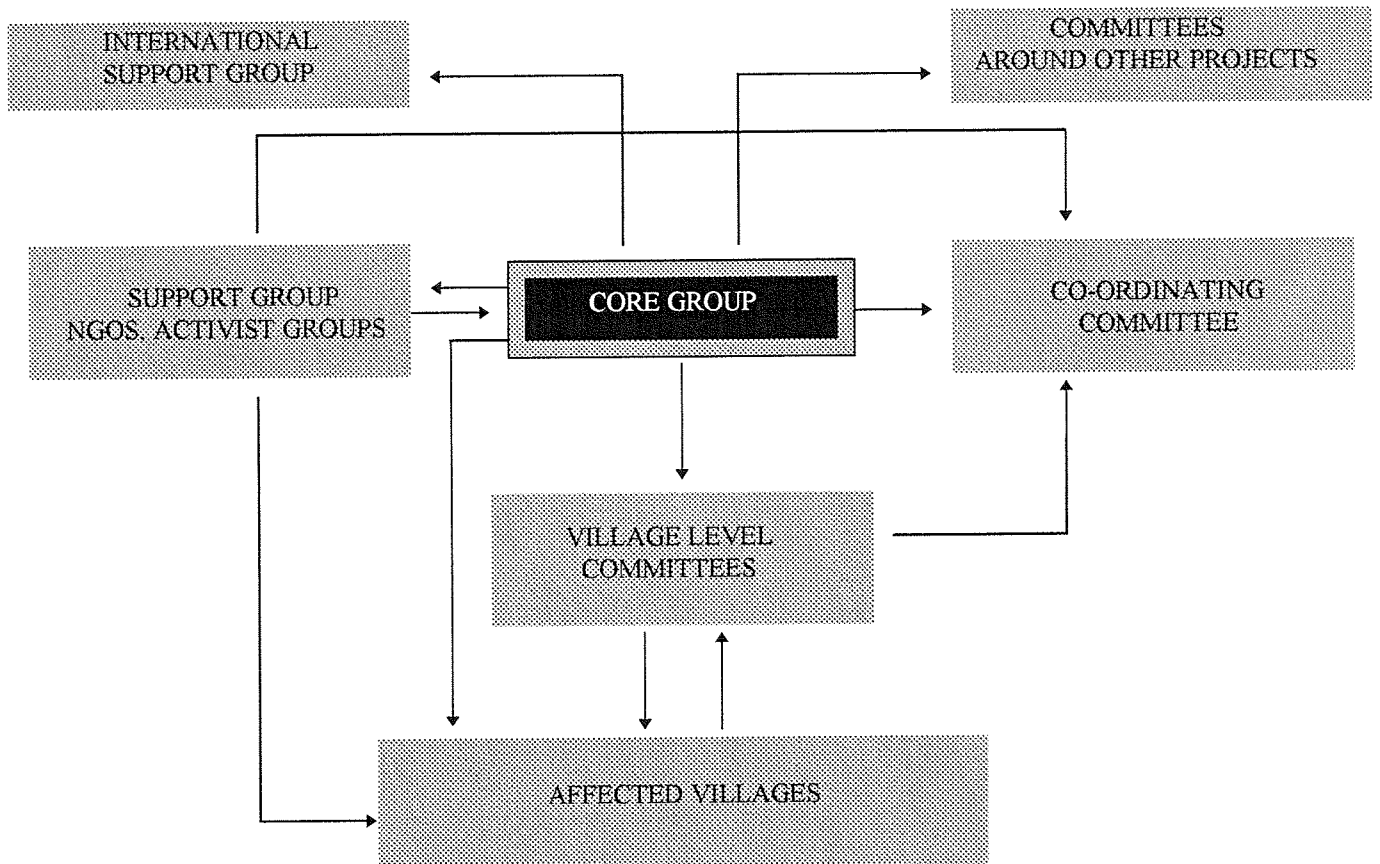 INTERNATIONAL
SUPPORT GROUP
COMMITTEES
AROUND OTHER PROJECTS
SUPPORT GROUP
NGOS. ACTIVIST GROUPS
CORE GROUP
CO-ORDINATING
COMMITTEE
VILLAGE LEVEL
COMMITTEES
AFFECTED VILLAGES